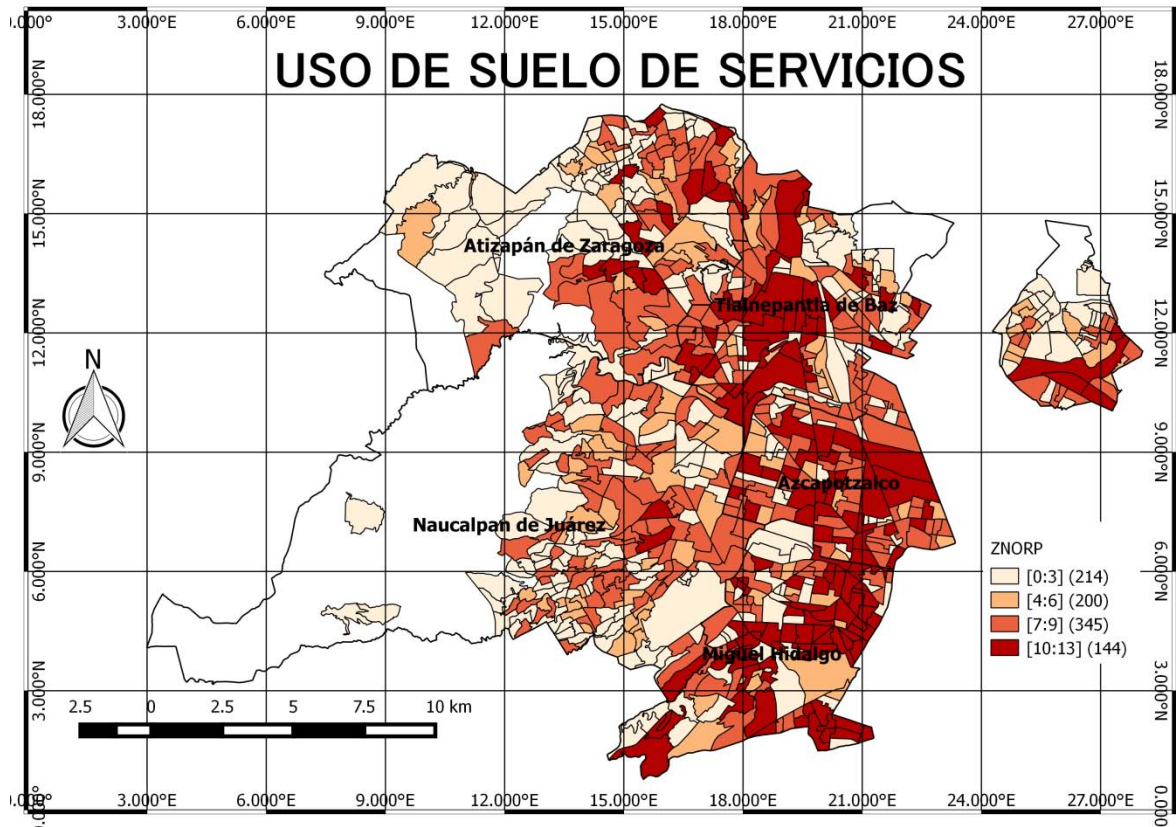 0.000° 3.000°E 6.000°E 9.000°E 12.000°E 15.000°E 18.000°E 21.000°E 24.000°E 27.000°E
USO DE SUELO DE SERVICIOS
18.000°N 18.000°N
15.000°N 15.000°N
Atizapán de Zaragoza
Tlalnepantla de Baz
12.000°N 12.000°N
N
9.000°N 9.000°N
Azcapotzalco
Naucalpan de Juárez
ZNORP
[0:3] (214)
[4:6] (200)
[7:9] (345)
[10:13] (144)
6.000°N 6.000°N
Miguel Hidalgo
3.000°N 3.000°N
2.5 0 2.5 5 7.5 10 km
3.000°E 6.000°E 9.000°E 12.000°E 15.000°E 18.000°E 21.000°E 24.000°E 27.000°E